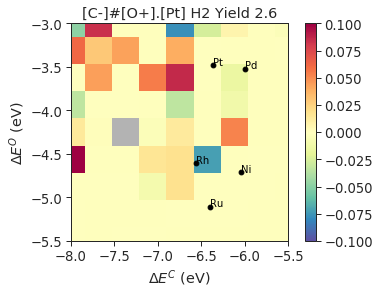 [C-]#[O+].[Pt] H2 Yield 2.6
−3.0
−3.5
−4.0
−4.5
−5.0
−5.5
ΔE^O (eV)
Pt
Pd
Rh
Ni
Ru
−8.0 −7.5 −7.0 −6.5 −6.0 −5.5
ΔE^C (eV)
0.100
0.075
0.050
0.025
0.000
−0.025
−0.050
−0.075
−0.100